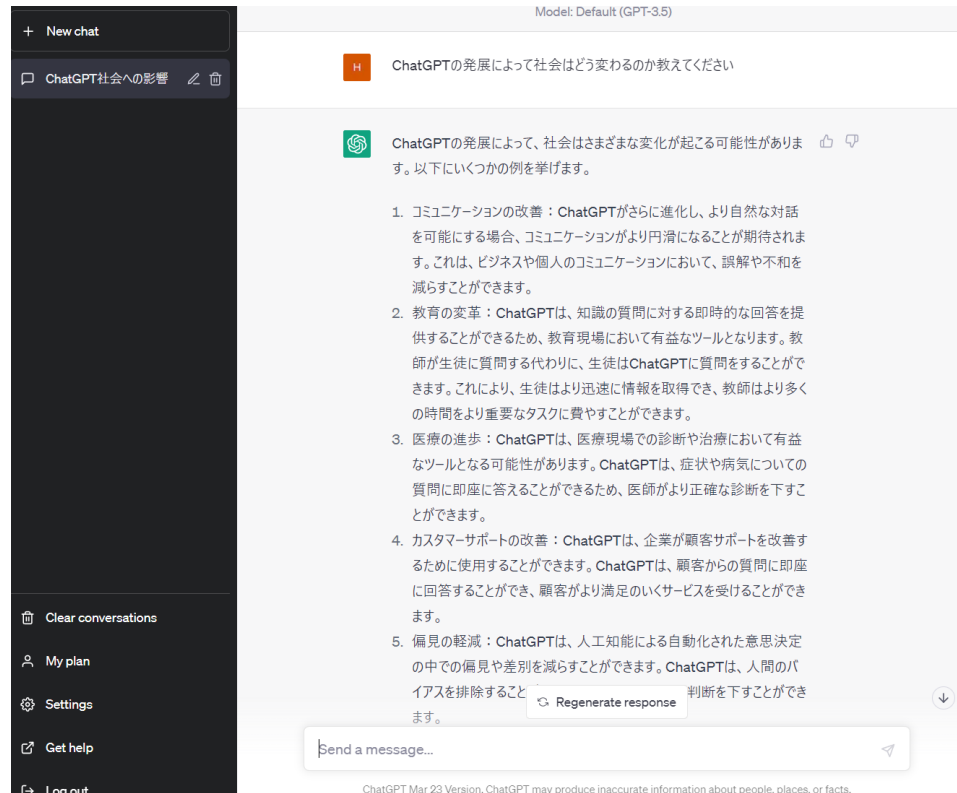 Model: Default (GPT-3.5)
+ New chat
ChatGPT社会への影響
H
ChatGPTの発展によって社会はどう変わるのか教えてください
ChatGPTの発展によって、社会はさまざまな変化が起こる可能性がありま
す。以下にいくつかの例を挙げます。
1. コミュニケーションの改善：ChatGPTがさらに進化し、より自然な対話
を可能にする場合、コミュニケーションがより円滑になることが期待されま
す。これは、ビジネスや個人のコミュニケーションにおいて、誤解や不和を
減らすことができます。
2. 教育の変革：ChatGPTは、知識の質問に対する即時的な回答を提
供することができるため、教育現場において有益なツールとなります。教
師が生徒に質問する代わりに、生徒はChatGPTに質問をすることがで
きます。これにより、生徒はより迅速に情報を取得でき、教師はより多く
の時間をより重要なタスクに費やすことができます。
3. 医療の進歩：ChatGPTは、医療現場での診断や治療において有益
なツールとなる可能性があります。ChatGPTは、症状や病気についての
質問に即座に答えることができるため、医師がより正確な診断を下すこ
とができます。
4. カスタマーサポートの改善：ChatGPTは、企業が顧客サポートを改善す
るために使用することができます。ChatGPTは、顧客からの質問に即座
に回答することができ、顧客がより満足のいくサービスを受けることができ
ます。
5. 偏見の軽減：ChatGPTは、人工知能による自動化された意思決定
の中での偏見や差別を減らすことができます。ChatGPTは、人間のバ
イアスを排除すること 判断を下すことができ
ます。
Regenerate response
Send a message...
ChatGPT Mar 23 Version. ChatGPT may produce inaccurate information about people, places, or facts.
Clear conversations
My plan
Settings
Get help
Log out